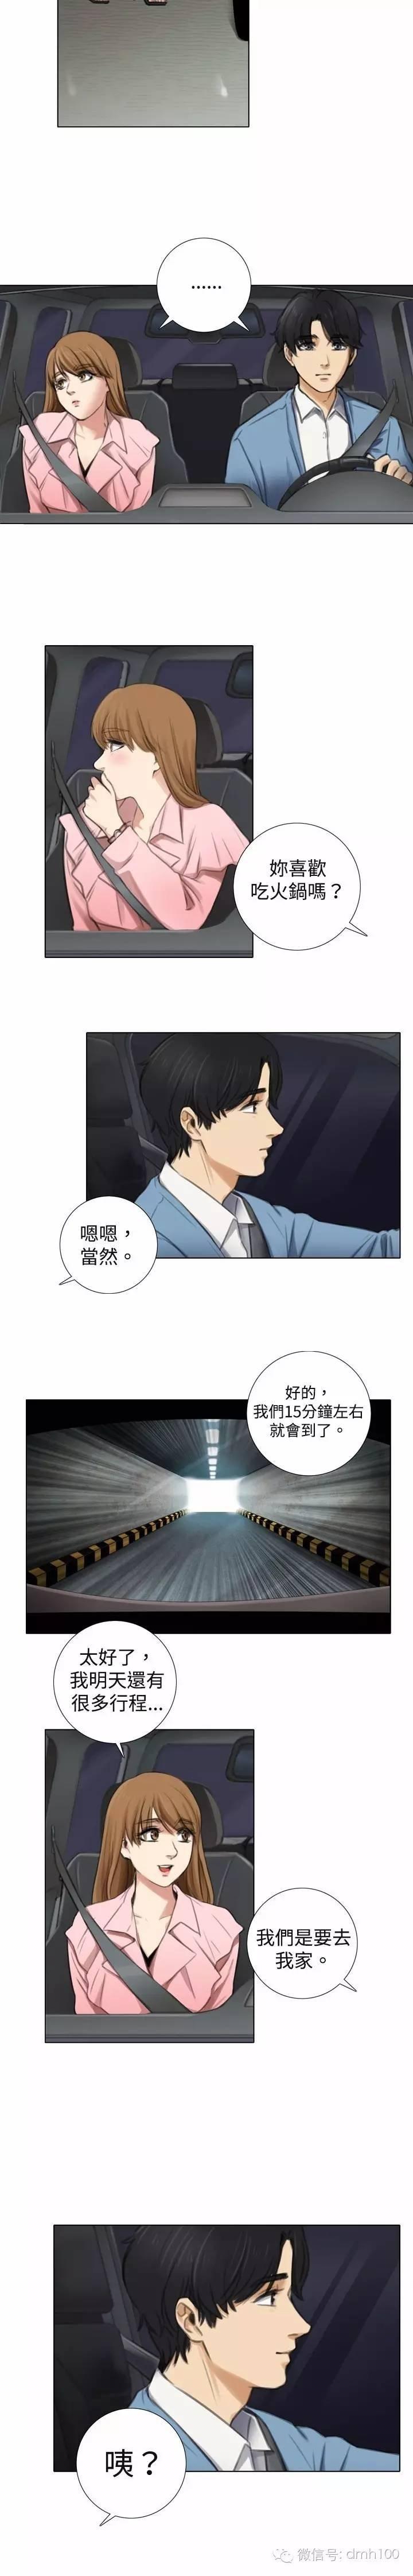 ……
妳喜歡
吃火鍋嗎？
嗯嗯，
當然。
好的，
我們15分鐘左右
就會到了。
太好了，
我明天還有
很多行程...
我們是要去
我家。
咦？
微信号: dmh100